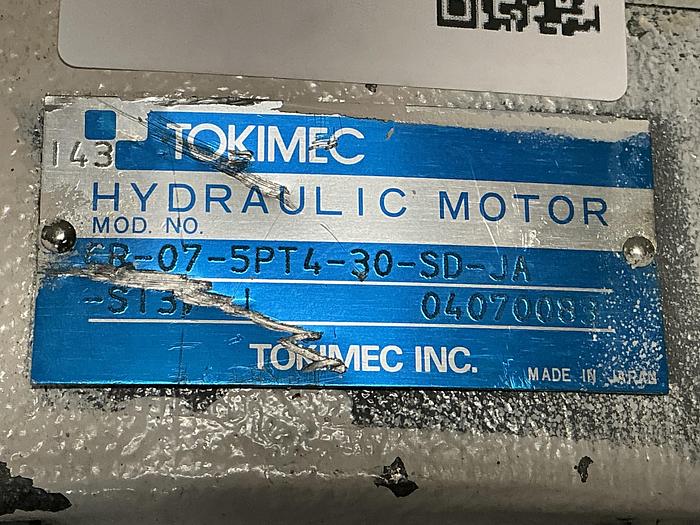 TOKIMEC
143
HYDRAULIC MOTOR
MOD. NO.
-07-5PT4-30-SD-JA
04070083
TOKIMEC INC.
MADE IN JAPAN